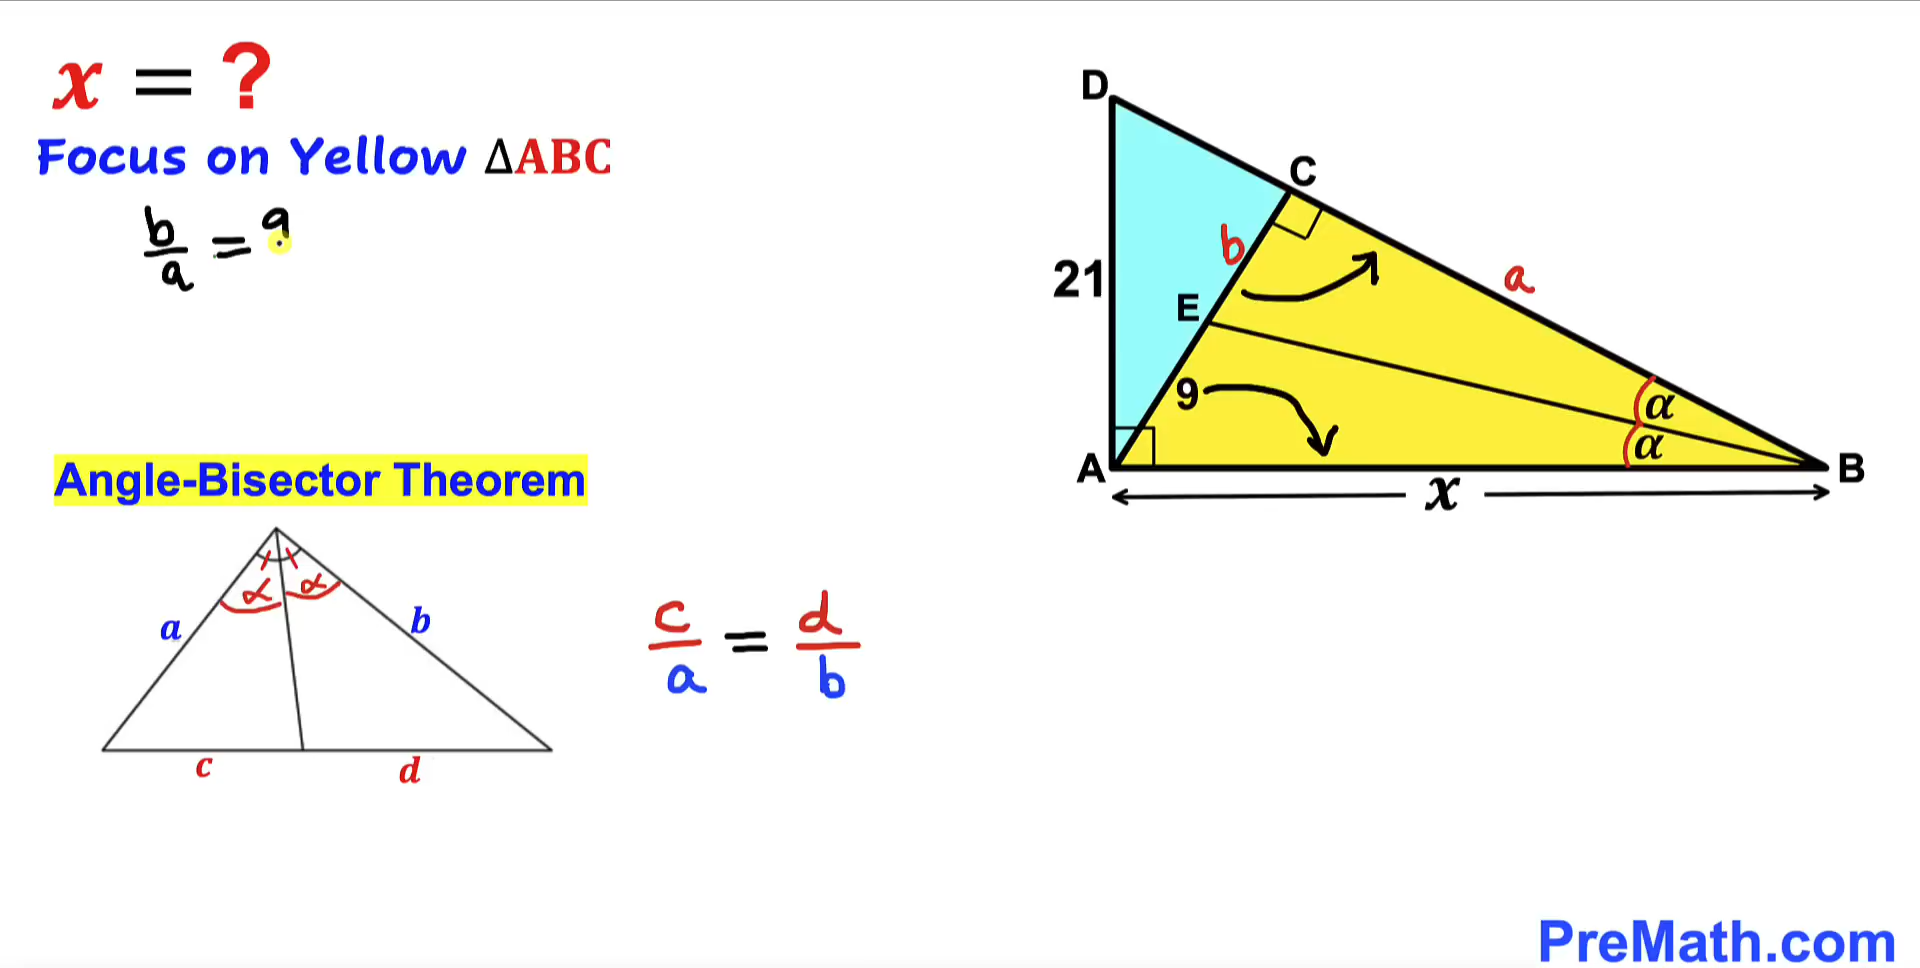 x = ?
Focus on Yellow ΔABC
b/a = 9
Angle-Bisector Theorem
α α
a
b
c
d
c/a = d/b
D
C
b
a
21
E
9
α
α
A
B
x
PreMath.com